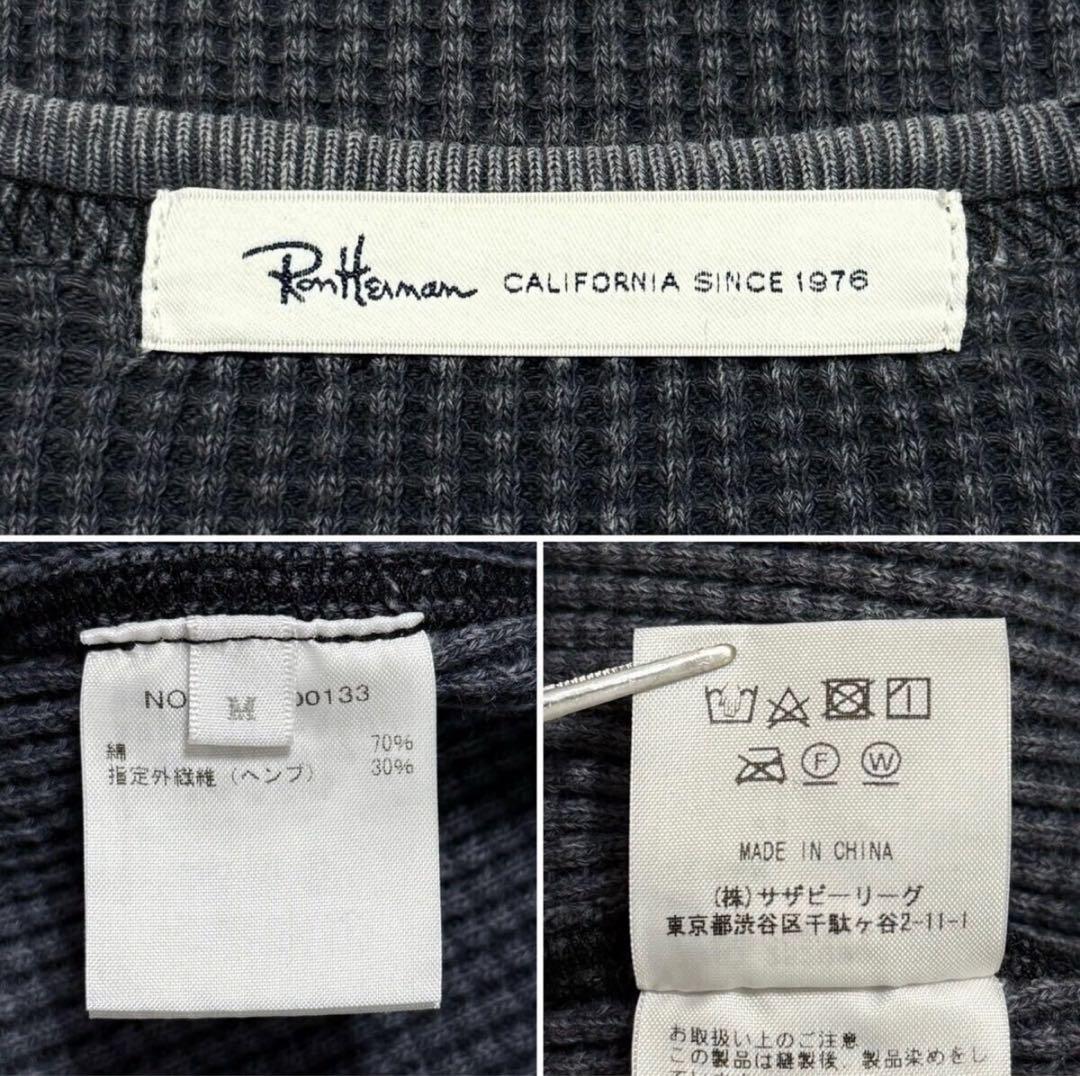 Ron Herman CALIFORNIA SINCE 1976
NO 00133
M
綿 70%
指定外繊維 (ヘンプ) 30%
F W
MADE IN CHINA
(株)サザビーリーグ
東京都渋谷区千駄ヶ谷2-11-1
お取扱い上のご注意
この製品は縫製後、製品染めをし